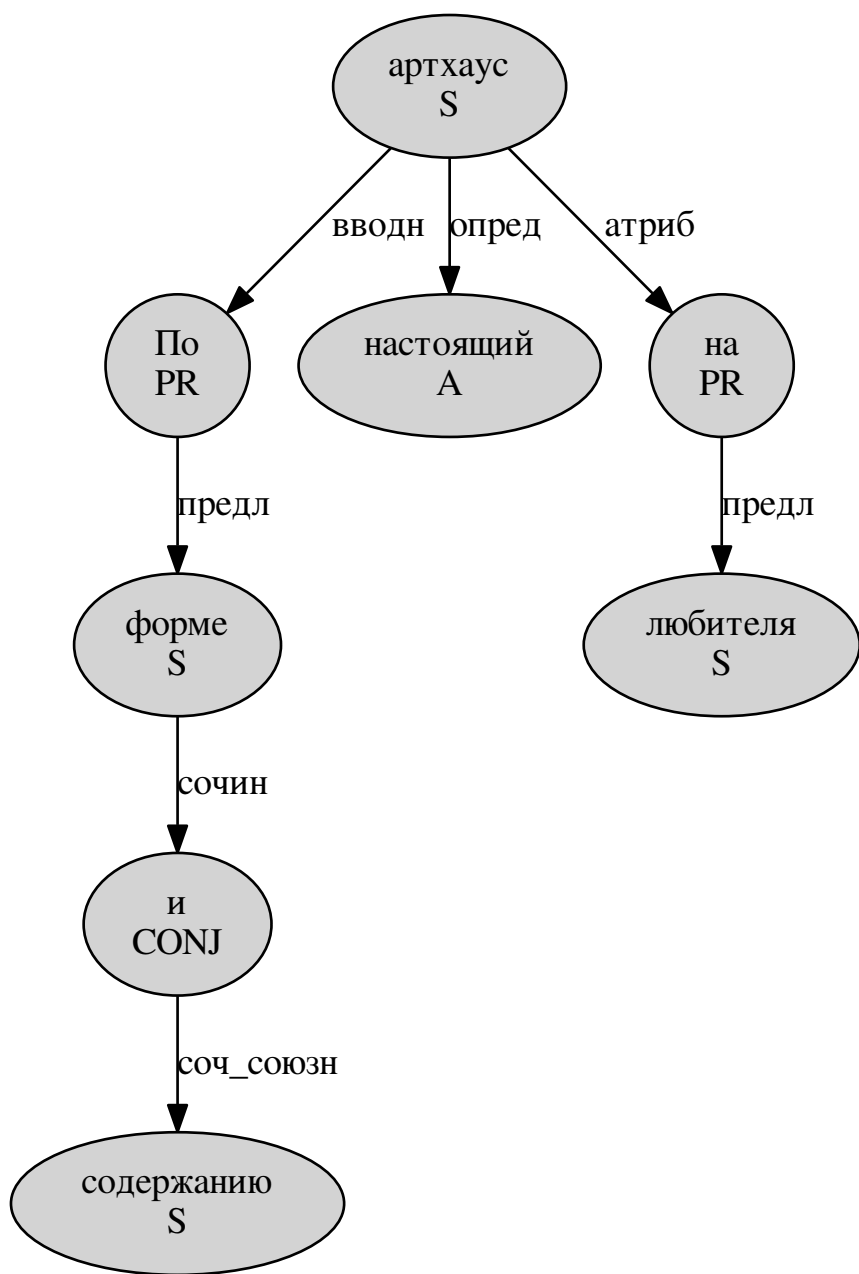 артхаус
S
вводн
опред
атриб
По
PR
настоящий
A
на
PR
предл
предл
форме
S
любителя
S
сочин
и
CONJ
соч_союзн
содержанию
S